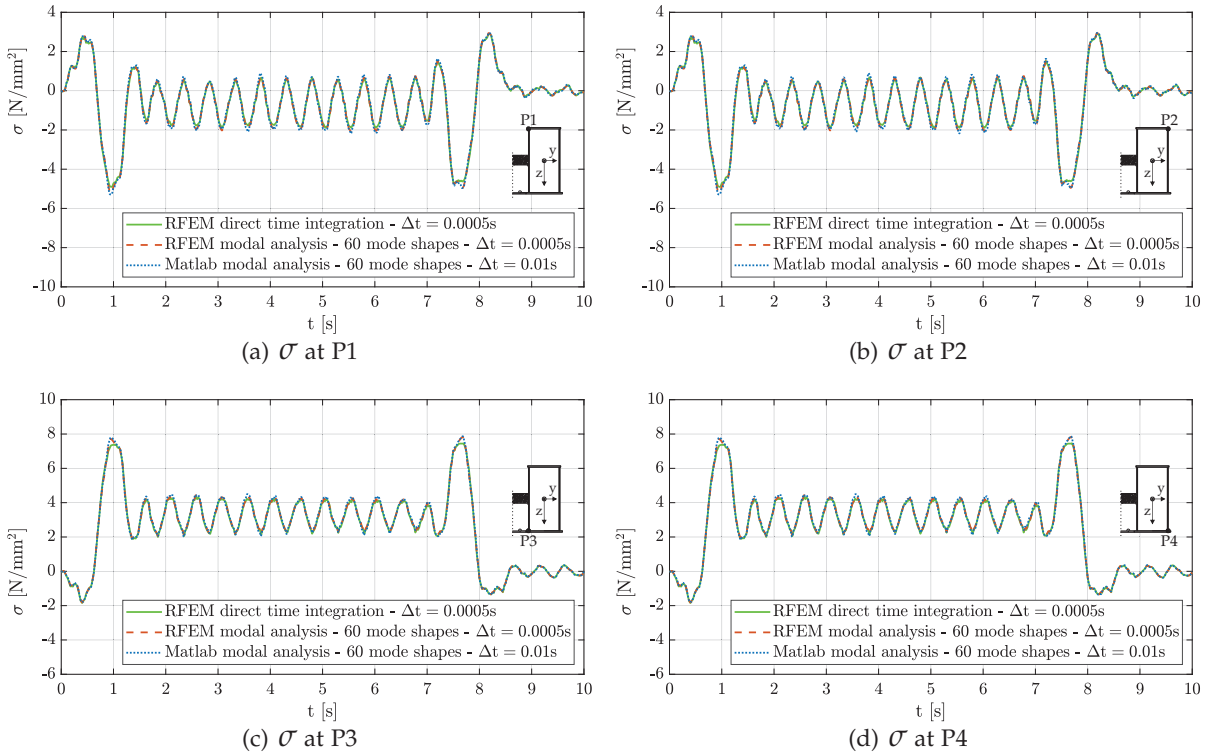 4
2
0
-2
-4
-6
-8
-10
σ [N/mm²]
P1
y
z
RFEM direct time integration - Δt = 0.0005s
RFEM modal analysis - 60 mode shapes - Δt = 0.0005s
Matlab modal analysis - 60 mode shapes - Δt = 0.01s
0 1 2 3 4 5 6 7 8 9 10
t [s]
(a) σ at P1
4
2
0
-2
-4
-6
-8
-10
σ [N/mm²]
P2
y
z
RFEM direct time integration - Δt = 0.0005s
RFEM modal analysis - 60 mode shapes - Δt = 0.0005s
Matlab modal analysis - 60 mode shapes - Δt = 0.01s
0 1 2 3 4 5 6 7 8 9 10
t [s]
(b) σ at P2
10
8
6
4
2
0
-2
-4
-6
σ [N/mm²]
y
z
P3
RFEM direct time integration - Δt = 0.0005s
RFEM modal analysis - 60 mode shapes - Δt = 0.0005s
Matlab modal analysis - 60 mode shapes - Δt = 0.01s
0 1 2 3 4 5 6 7 8 9 10
t [s]
(c) σ at P3
10
8
6
4
2
0
-2
-4
-6
σ [N/mm²]
y
z
P4
RFEM direct time integration - Δt = 0.0005s
RFEM modal analysis - 60 mode shapes - Δt = 0.0005s
Matlab modal analysis - 60 mode shapes - Δt = 0.01s
0 1 2 3 4 5 6 7 8 9 10
t [s]
(d) σ at P4